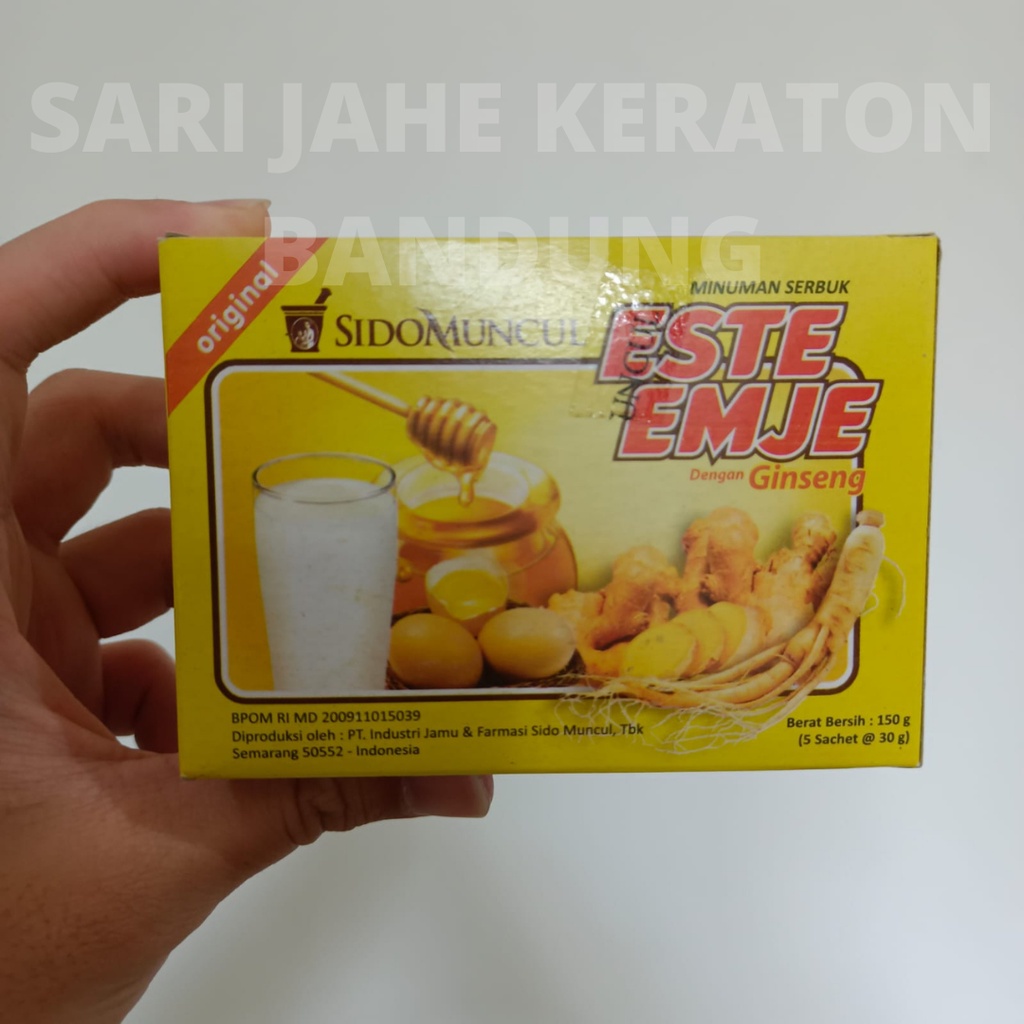 SARI JAHE KERATON
BANDUNG
original
SIDOMUNCUL
MINUMAN SERBUK
ESTE
EMJE
Dengan Ginseng
BPOM RI MD 200911015039
Diproduksi oleh : PT. Industri Jamu & Farmasi Sido Muncul, Tbk
Semarang 50552 - Indonesia
Berat Bersih : 150 g
(5 Sachet @ 30 g)